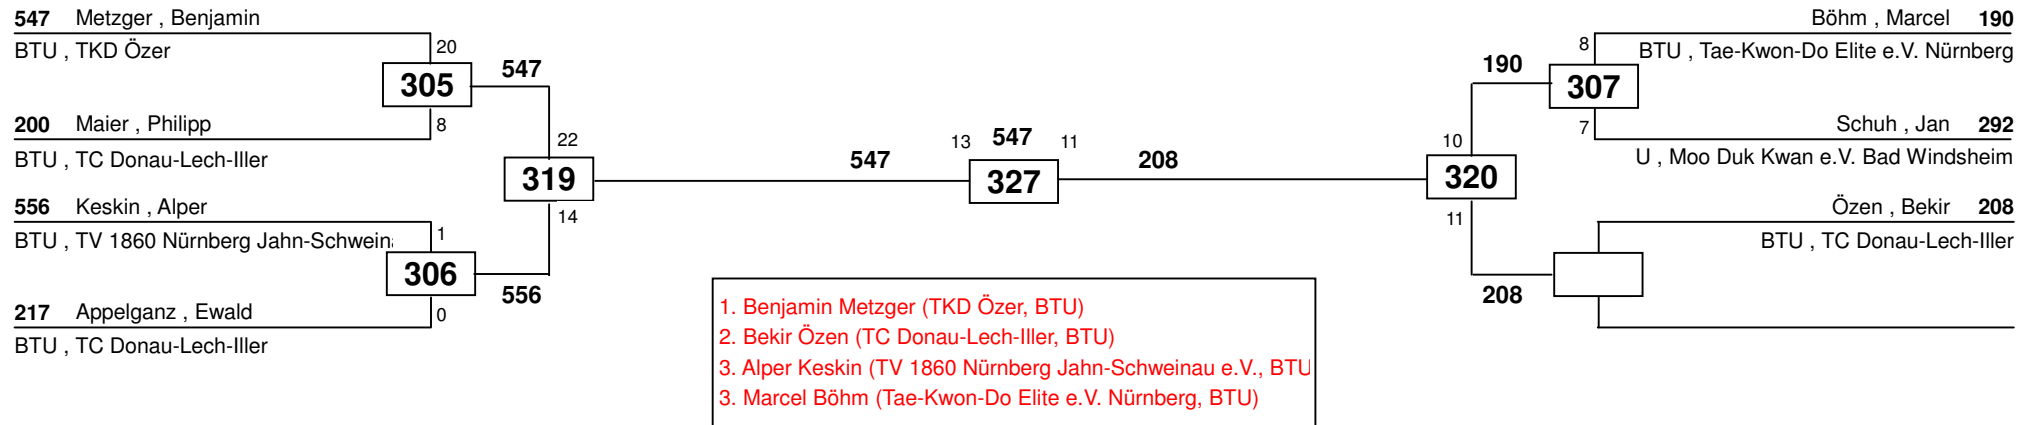 547 Metzger , Benjamin
BTU , TKD Özer
20
305
547
200 Maier , Philipp
8
BTU , TC Donau-Lech-Iller
22
319
547
556 Keskin , Alper
14
BTU , TV 1860 Nürnberg Jahn-Schwein
1
306
556
217 Appelganz , Ewald
0
BTU , TC Donau-Lech-Iller
13 547 11
327
208
Böhm , Marcel 190
8
BTU , Tae-Kwon-Do Elite e.V. Nürnberg
190
307
Schuh , Jan 292
7
U , Moo Duk Kwan e.V. Bad Windsheim
10
320
11
Özen , Bekir 208
BTU , TC Donau-Lech-Iller
208
1. Benjamin Metzger (TKD Özer, BTU)
2. Bekir Özen (TC Donau-Lech-Iller, BTU)
3. Alper Keskin (TV 1860 Nürnberg Jahn-Schweinau e.V., BTU
3. Marcel Böhm (Tae-Kwon-Do Elite e.V. Nürnberg, BTU)